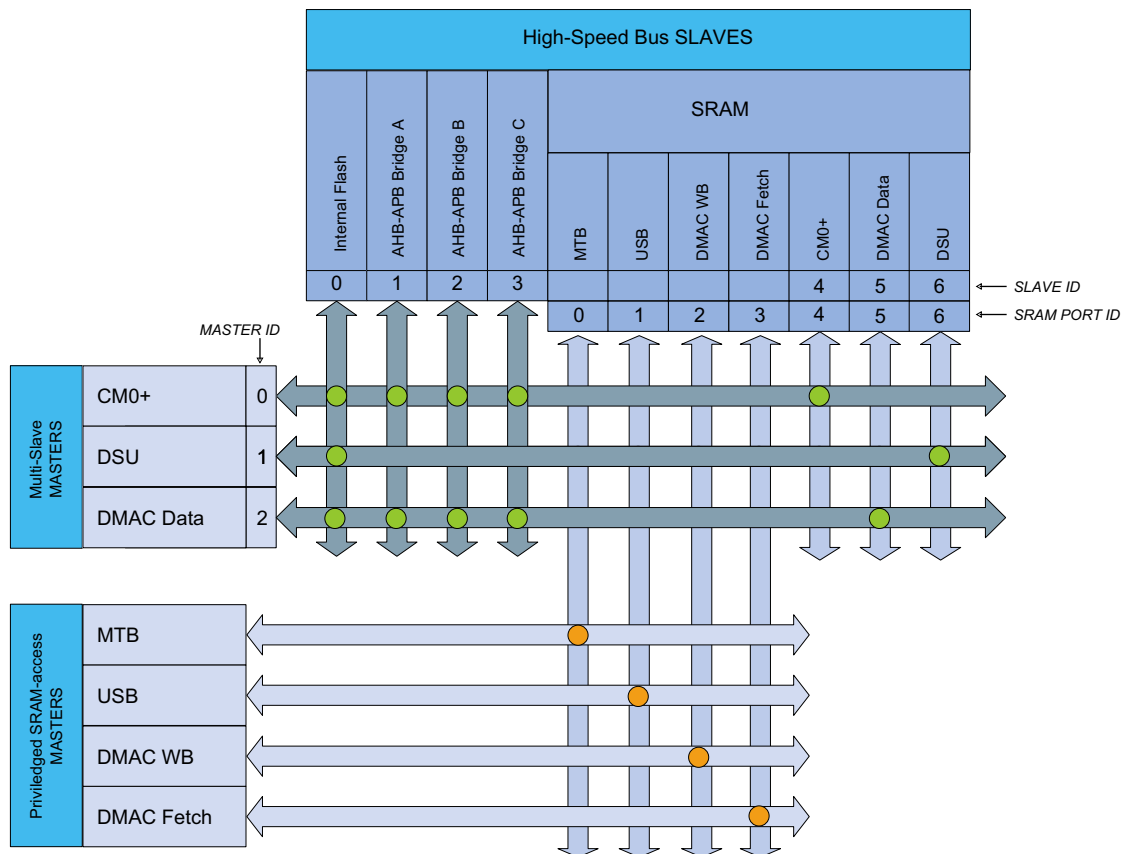 High-Speed Bus SLAVES
SRAM
Internal Flash
AHB-APB Bridge A
AHB-APB Bridge B
AHB-APB Bridge C
MTB
USB
DMAC WB
DMAC Fetch
CM0+
DMAC Data
DSU
0 1 2 3 4 5 6 SLAVE ID
0 1 2 3 4 5 6 SRAM PORT ID
MASTER ID
Multi-Slave
MASTERS
CM0+ 0
DSU 1
DMAC Data 2
Priviledged SRAM-access
MASTERS
MTB
USB
DMAC WB
DMAC Fetch